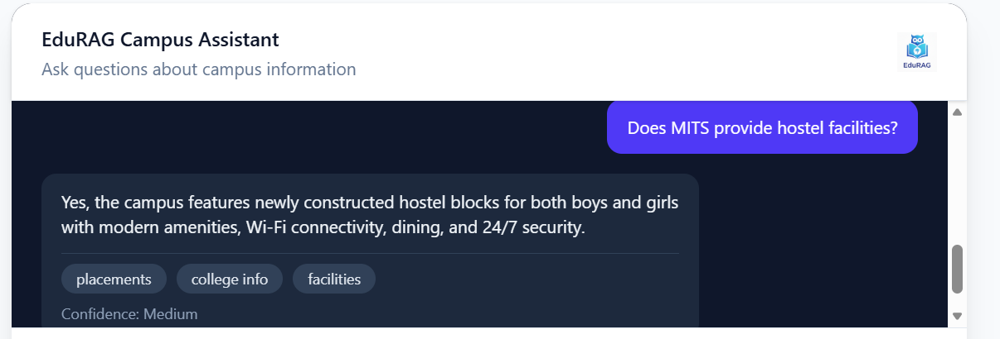 EduRAG Campus Assistant
Ask questions about campus information
EduRAG
Does MITS provide hostel facilities?
Yes, the campus features newly constructed hostel blocks for both boys and girls
with modern amenities, Wi-Fi connectivity, dining, and 24/7 security.
placements
college info
facilities
Confidence: Medium